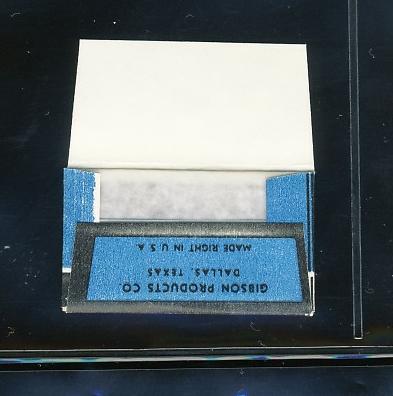 GIBSON PRODUCTS CO.
DALLAS, TEXAS
MADE RIGHT IN U S A